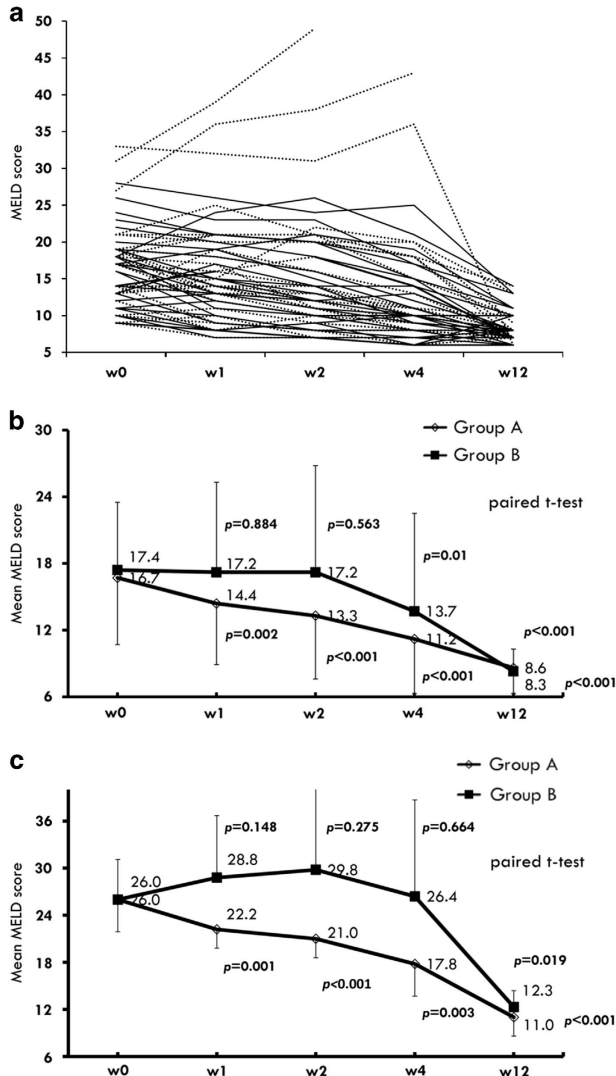 a
50
45
40
35
30
25
20
15
10
5
MELD score
w0 w1 w2 w4 w12
b
Group A
Group B
paired t-test
30
24
18
12
6
Mean MELD score
p=0.884 p=0.563 p=0.01
17.4 17.2 17.2 13.7
16.7 14.4 13.3 11.2
p=0.002 p<0.001 p<0.001 p<0.001
8.6
8.3 p<0.001
w0 w1 w2 w4 w12
c
Group A
Group B
paired t-test
36
30
24
18
12
6
Mean MELD score
p=0.148 p=0.275 p=0.664
26.0 28.8 29.8 26.4
26.0 22.2 21.0 17.8
p=0.001 p<0.001 p=0.003 p=0.019
12.3
11.0 p<0.001
w0 w1 w2 w4 w12